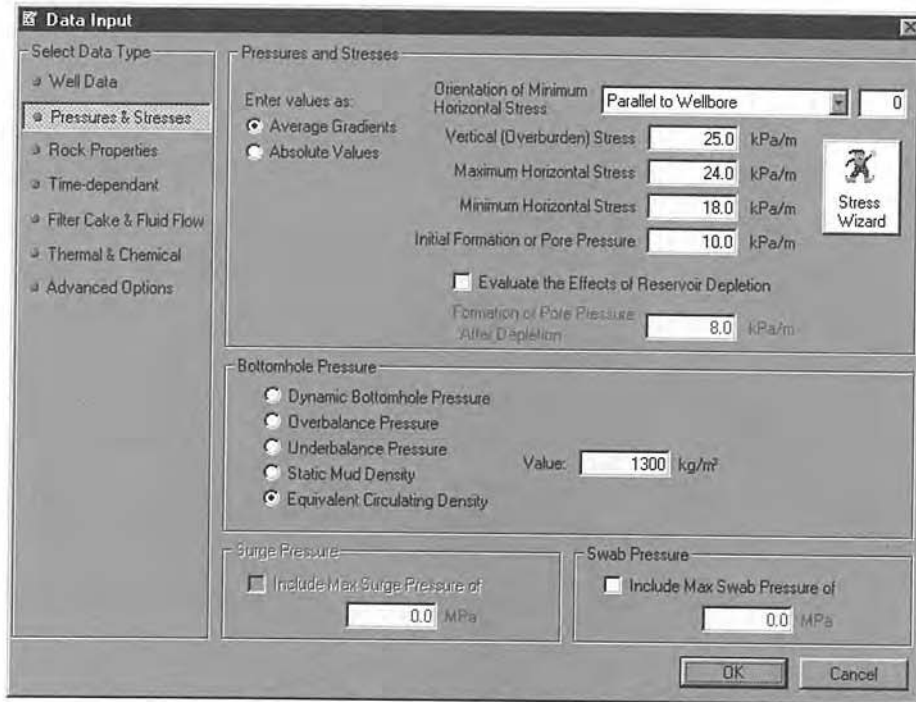 Data Input
Select Data Type
Well Data
Pressures & Stresses
Rock Properties
Time-dependant
Filter Cake & Fluid Flow
Thermal & Chemical
Advanced Options
Pressures and Stresses
Enter values as:
Average Gradients
Absolute Values
Orientation of Minimum
Horizontal Stress
Parallel to Wellbore
0
Vertical (Overburden) Stress 25.0 kPa/m
Maximum Horizontal Stress 24.0 kPa/m
Minimum Horizontal Stress 18.0 kPa/m
Initial Formation or Pore Pressure 10.0 kPa/m
Stress
Wizard
Evaluate the Effects of Reservoir Depletion
Formation of Pore Pressure
After Depletion
8.0 kPa/m
Bottomhole Pressure
Dynamic Bottomhole Pressure
Overbalance Pressure
Underbalance Pressure
Static Mud Density
Equivalent Circulating Density
Value: 1300 kg/m³
Surge Pressure
Include Max Surge Pressure of
0.0 MPa
Swab Pressure
Include Max Swab Pressure of
0.0 MPa
OK Cancel